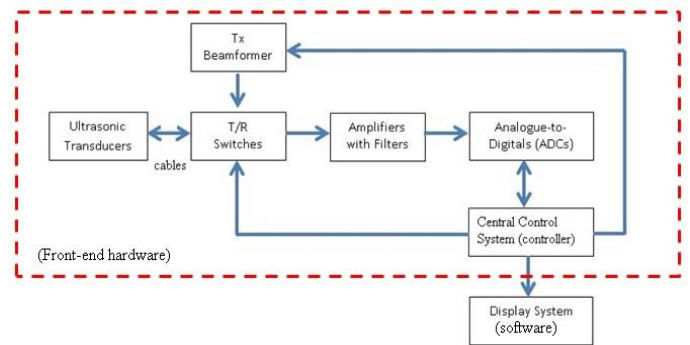 Tx
Beamformer
Ultrasonic
Transducers
cables
T/R
Switches
Amplifiers
with Filters
Analogue-to-
Digitals (ADCs)
Central Control
System (controller)
(Front-end hardware)
Display System
(software)